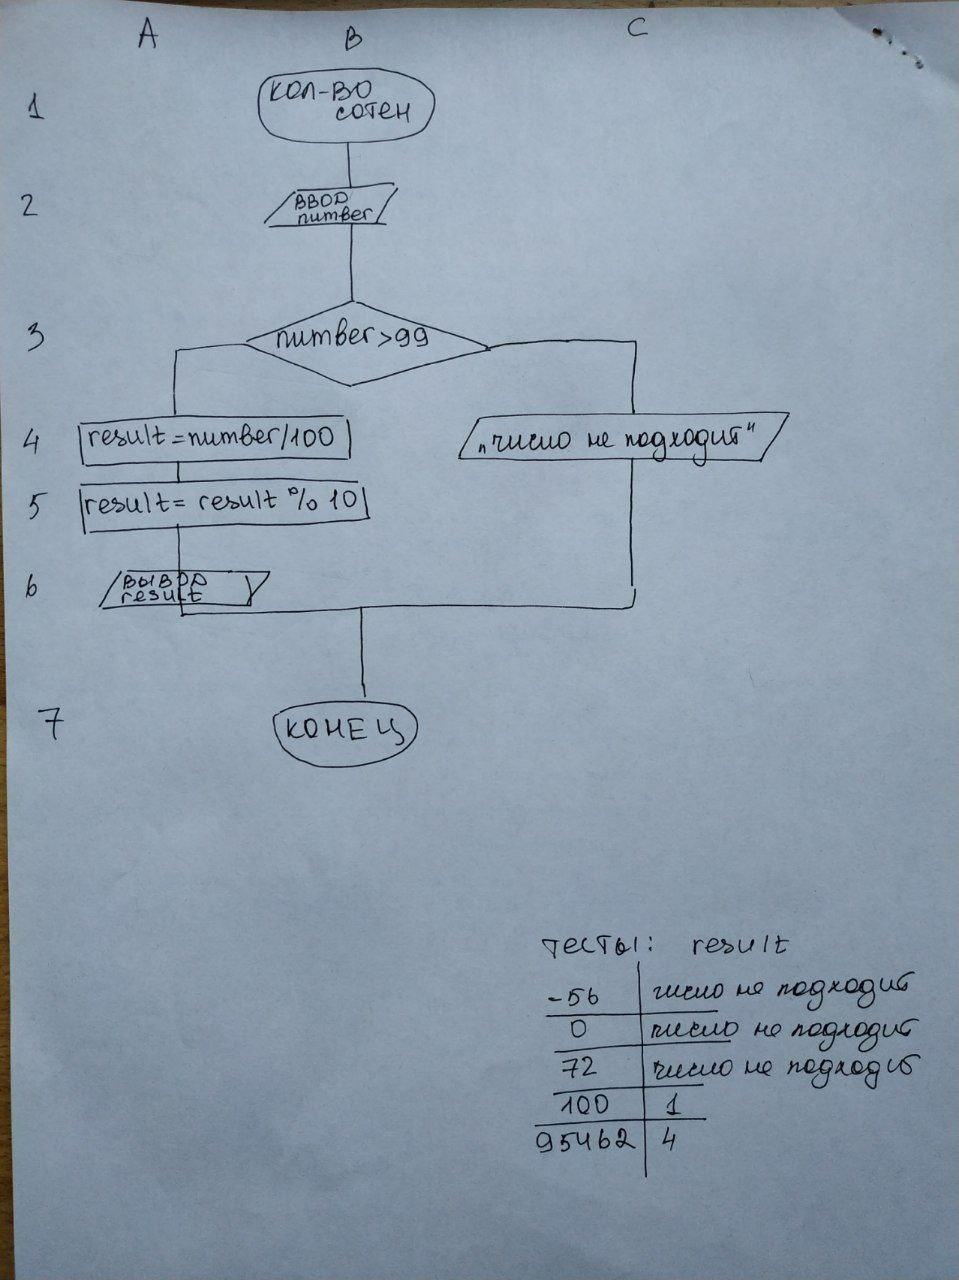 A B C
1 КОЛ-ВО
СОТЕН
2 ВВОД
number
3 number>99
4 result=number/100 „число не подходит"
5 result= result % 10
6 ВЫВОД
result
7 КОНЕЦ
ТЕСТЫ: result
-56 число не подходит
0 число не подходит
72 число не подходит
100 1
95462 4